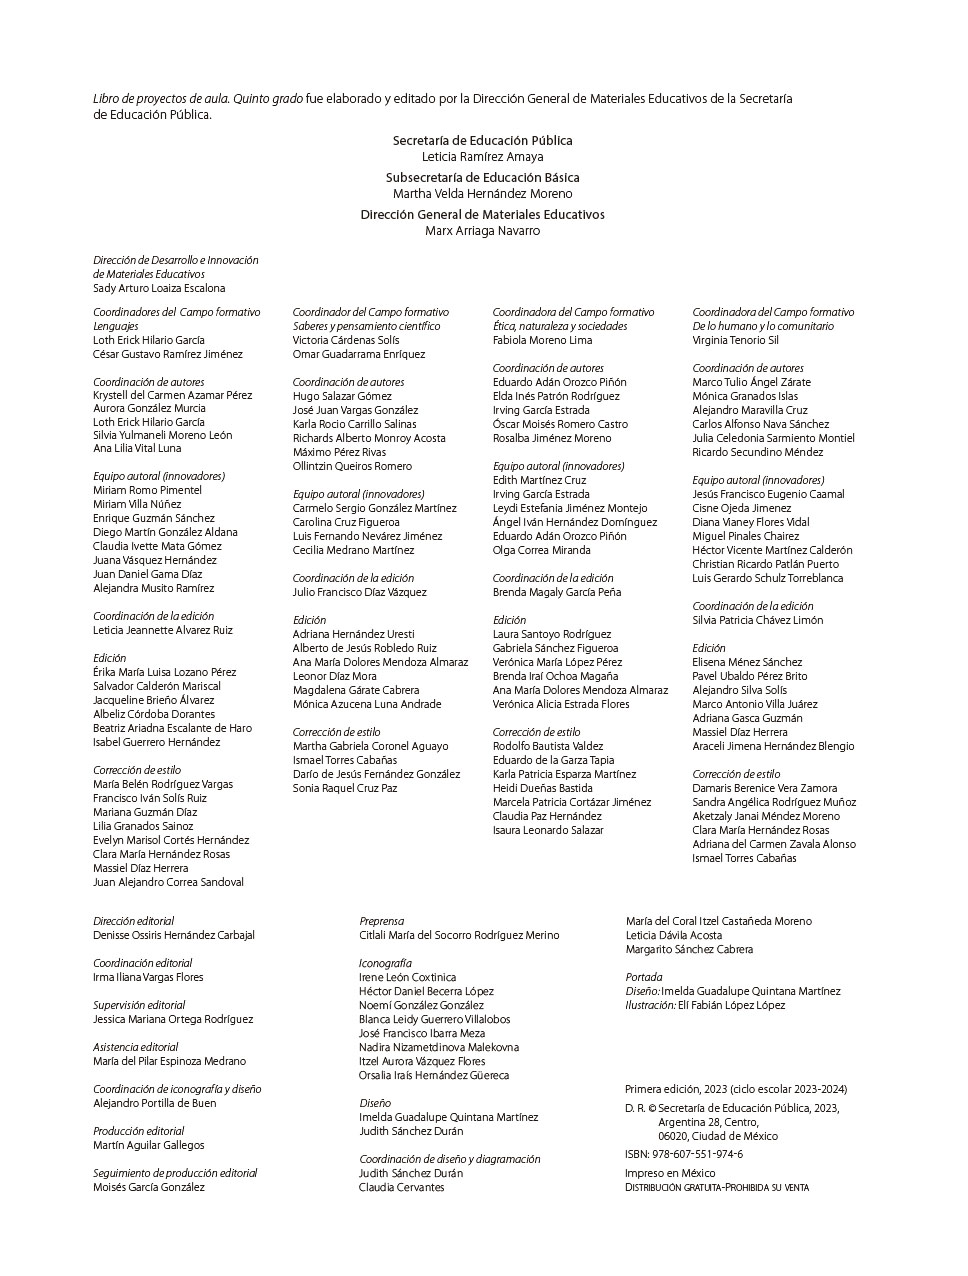 Libro de proyectos de aula. Quinto grado fue elaborado y editado por la Dirección General de Materiales Educativos de la Secretaría
de Educación Pública.
Secretaría de Educación Pública
Leticia Ramírez Amaya
Subsecretaría de Educación Básica
Martha Velda Hernández Moreno
Dirección General de Materiales Educativos
Marx Arriaga Navarro
Dirección de Desarrollo e Innovación
de Materiales Educativos
Sady Arturo Loaiza Escalona
Coordinadores del Campo formativo
Lenguajes
Loth Erick Hilario García
César Gustavo Ramírez Jiménez
Coordinación de autores
Krystell del Carmen Azamar Pérez
Aurora González Murcia
Loth Erick Hilario García
Silvia Yulmaneli Moreno León
Ana Lilia Vital Luna
Equipo autoral (innovadores)
Miriam Romo Pimentel
Miriam Villa Núñez
Enrique Guzmán Sánchez
Diego Martín González Aldana
Claudia Ivette Mata Gómez
Juana Vásquez Hernández
Juan Daniel Gama Díaz
Alejandra Musito Ramírez
Coordinación de la edición
Leticia Jeannette Alvarez Ruiz
Edición
Érika María Luisa Lozano Pérez
Salvador Calderón Mariscal
Jacqueline Brieño Álvarez
Albeliz Córdoba Dorantes
Beatriz Ariadna Escalante de Haro
Isabel Guerrero Hernández
Corrección de estilo
María Belén Rodríguez Vargas
Francisco Iván Solís Ruiz
Mariana Guzmán Díaz
Lilia Granados Sainoz
Evelyn Marisol Cortés Hernández
Clara María Hernández Rosas
Massiel Díaz Herrera
Juan Alejandro Correa Sandoval
Coordinador del Campo formativo
Saberes y pensamiento científico
Victoria Cárdenas Solís
Omar Guadarrama Enríquez
Coordinación de autores
Hugo Salazar Gómez
José Juan Vargas González
Karla Rocio Carrillo Salinas
Richards Alberto Monroy Acosta
Máximo Pérez Rivas
Ollintzin Queiros Romero
Equipo autoral (innovadores)
Carmelo Sergio González Martínez
Carolina Cruz Figueroa
Luis Fernando Nevárez Jiménez
Cecilia Medrano Martínez
Coordinación de la edición
Julio Francisco Díaz Vázquez
Edición
Adriana Hernández Uresti
Alberto de Jesús Robledo Ruiz
Ana María Dolores Mendoza Almaraz
Leonor Díaz Mora
Magdalena Gárate Cabrera
Mónica Azucena Luna Andrade
Corrección de estilo
Martha Gabriela Coronel Aguayo
Ismael Torres Cabañas
Darío de Jesús Fernández González
Sonia Raquel Cruz Paz
Coordinadora del Campo formativo
Ética, naturaleza y sociedades
Fabiola Moreno Lima
Coordinación de autores
Eduardo Adán Orozco Piñón
Elda Inés Patrón Rodríguez
Irving García Estrada
Óscar Moisés Romero Castro
Rosalba Jiménez Moreno
Equipo autoral (innovadores)
Edith Martínez Cruz
Irving García Estrada
Leydi Estefania Jiménez Montejo
Ángel Iván Hernández Domínguez
Eduardo Adán Orozco Piñón
Olga Correa Miranda
Coordinación de la edición
Brenda Magaly García Peña
Edición
Laura Santoyo Rodríguez
Gabriela Sánchez Figueroa
Verónica María López Pérez
Brenda Iraí Ochoa Magaña
Ana María Dolores Mendoza Almaraz
Verónica Alicia Estrada Flores
Corrección de estilo
Rodolfo Bautista Valdez
Eduardo de la Garza Tapia
Karla Patricia Esparza Martínez
Heidi Dueñas Bastida
Marcela Patricia Cortázar Jiménez
Claudia Paz Hernández
Isaura Leonardo Salazar
Coordinadora del Campo formativo
De lo humano y lo comunitario
Virginia Tenorio Sil
Coordinación de autores
Marco Tulio Ángel Zárate
Mónica Granados Islas
Alejandro Maravilla Cruz
Carlos Alfonso Nava Sánchez
Julia Celedonia Sarmiento Montiel
Ricardo Secundino Méndez
Equipo autoral (innovadores)
Jesús Francisco Eugenio Caamal
Cisne Ojeda Jimenez
Diana Vianey Flores Vidal
Miguel Pinales Chairez
Héctor Vicente Martínez Calderón
Christian Ricardo Patlán Puerto
Luis Gerardo Schulz Torreblanca
Coordinación de la edición
Silvia Patricia Chávez Limón
Edición
Elisena Ménez Sánchez
Pavel Ubaldo Pérez Brito
Alejandro Silva Solís
Marco Antonio Villa Juárez
Adriana Gasca Guzmán
Massiel Díaz Herrera
Araceli Jimena Hernández Blengio
Corrección de estilo
Damaris Berenice Vera Zamora
Sandra Angélica Rodríguez Muñoz
Aketzaly Janai Méndez Moreno
Clara María Hernández Rosas
Adriana del Carmen Zavala Alonso
Ismael Torres Cabañas
Dirección editorial
Denisse Ossiris Hernández Carbajal
Coordinación editorial
Irma Iliana Vargas Flores
Supervisión editorial
Jessica Mariana Ortega Rodríguez
Asistencia editorial
María del Pilar Espinoza Medrano
Coordinación de iconografía y diseño
Alejandro Portilla de Buen
Producción editorial
Martín Aguilar Gallegos
Seguimiento de producción editorial
Moisés García González
Preprensa
Citlali María del Socorro Rodríguez Merino
Iconografía
Irene León Coxtinica
Héctor Daniel Becerra López
Noemí González González
Blanca Leidy Guerrero Villalobos
José Francisco Ibarra Meza
Nadira Nizametdinova Malekovna
Itzel Aurora Vázquez Flores
Orsalia Iraís Hernández Güereca
Diseño
Imelda Guadalupe Quintana Martínez
Judith Sánchez Durán
Coordinación de diseño y diagramación
Judith Sánchez Durán
Claudia Cervantes
María del Coral Itzel Castañeda Moreno
Leticia Dávila Acosta
Margarito Sánchez Cabrera
Portada
Diseño: Imelda Guadalupe Quintana Martínez
Ilustración: Elí Fabián López López
Primera edición, 2023 (ciclo escolar 2023-2024)
D. R. © Secretaría de Educación Pública, 2023,
Argentina 28, Centro,
06020, Ciudad de México
ISBN: 978-607-551-974-6
Impreso en México
DISTRIBUCIÓN GRATUITA-PROHIBIDA SU VENTA